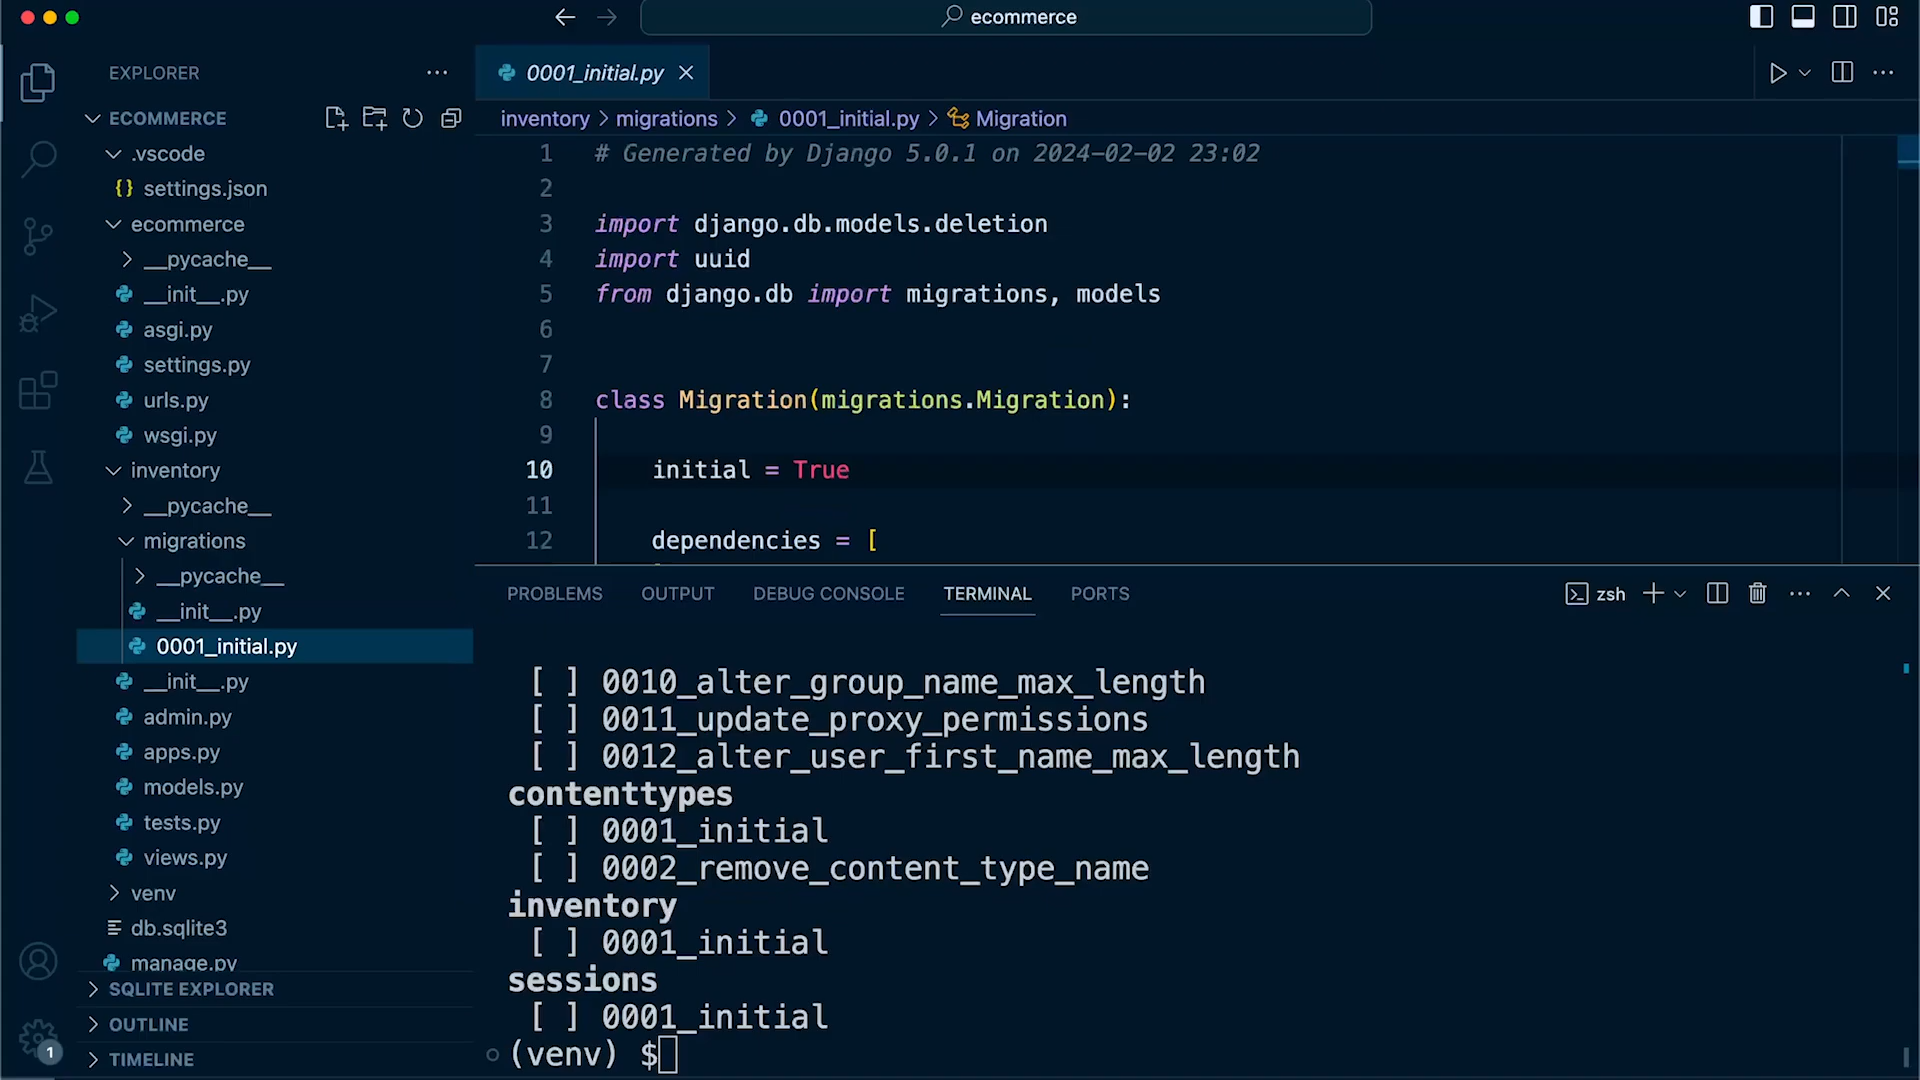 ecommerce
EXPLORER
ECOMMERCE
.vscode
{} settings.json
ecommerce
__pycache__
__init__.py
asgi.py
settings.py
urls.py
wsgi.py
inventory
__pycache__
migrations
__pycache__
__init__.py
0001_initial.py
__init__.py
admin.py
apps.py
models.py
tests.py
views.py
venv
db.sqlite3
manage.py
SQLITE EXPLORER
OUTLINE
TIMELINE
1
0001_initial.py
inventory > migrations > 0001_initial.py > Migration
1 # Generated by Django 5.0.1 on 2024-02-02 23:02
2
3 import django.db.models.deletion
4 import uuid
5 from django.db import migrations, models
6
7
8 class Migration(migrations.Migration):
9
10 initial = True
11
12 dependencies = [
PROBLEMS OUTPUT DEBUG CONSOLE TERMINAL PORTS
zsh
[ ] 0010_alter_group_name_max_length
[ ] 0011_update_proxy_permissions
[ ] 0012_alter_user_first_name_max_length
contenttypes
[ ] 0001_initial
[ ] 0002_remove_content_type_name
inventory
[ ] 0001_initial
sessions
[ ] 0001_initial
(venv) $